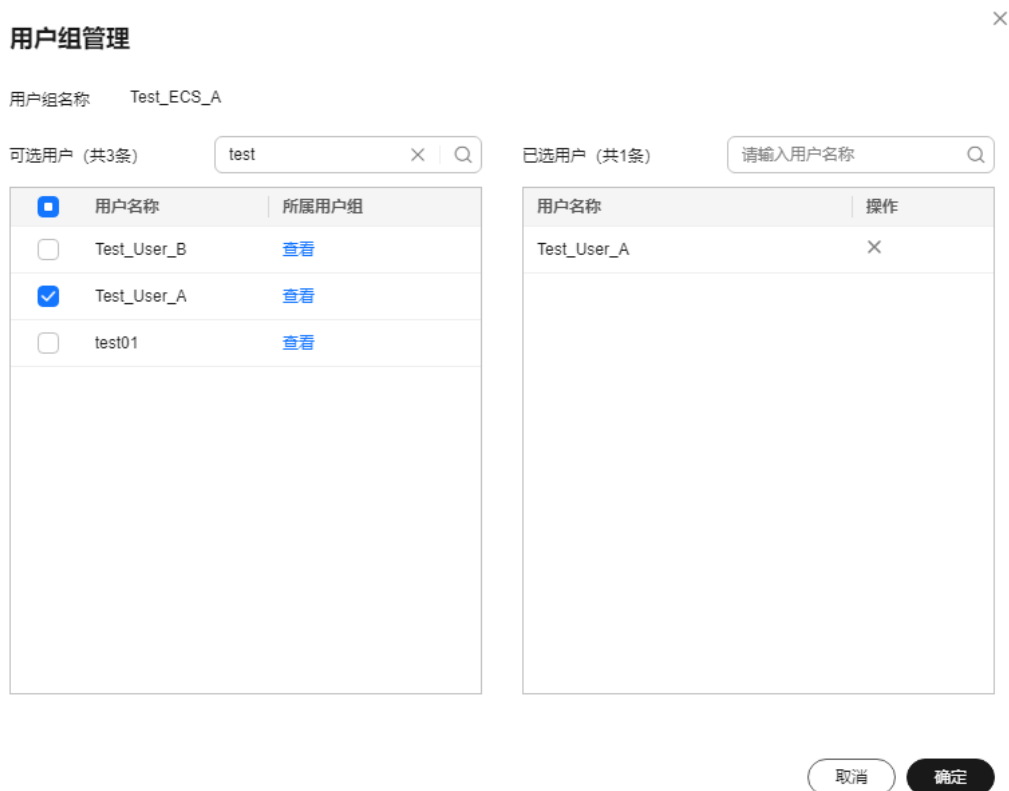 用户组管理
用户组名称 Test_ECS_A
可选用户（共3条） test
用户名称 所属用户组
Test_User_B 查看
Test_User_A 查看
test01 查看
已选用户（共1条） 请输入用户名称
用户名称 操作
Test_User_A
取消 确定